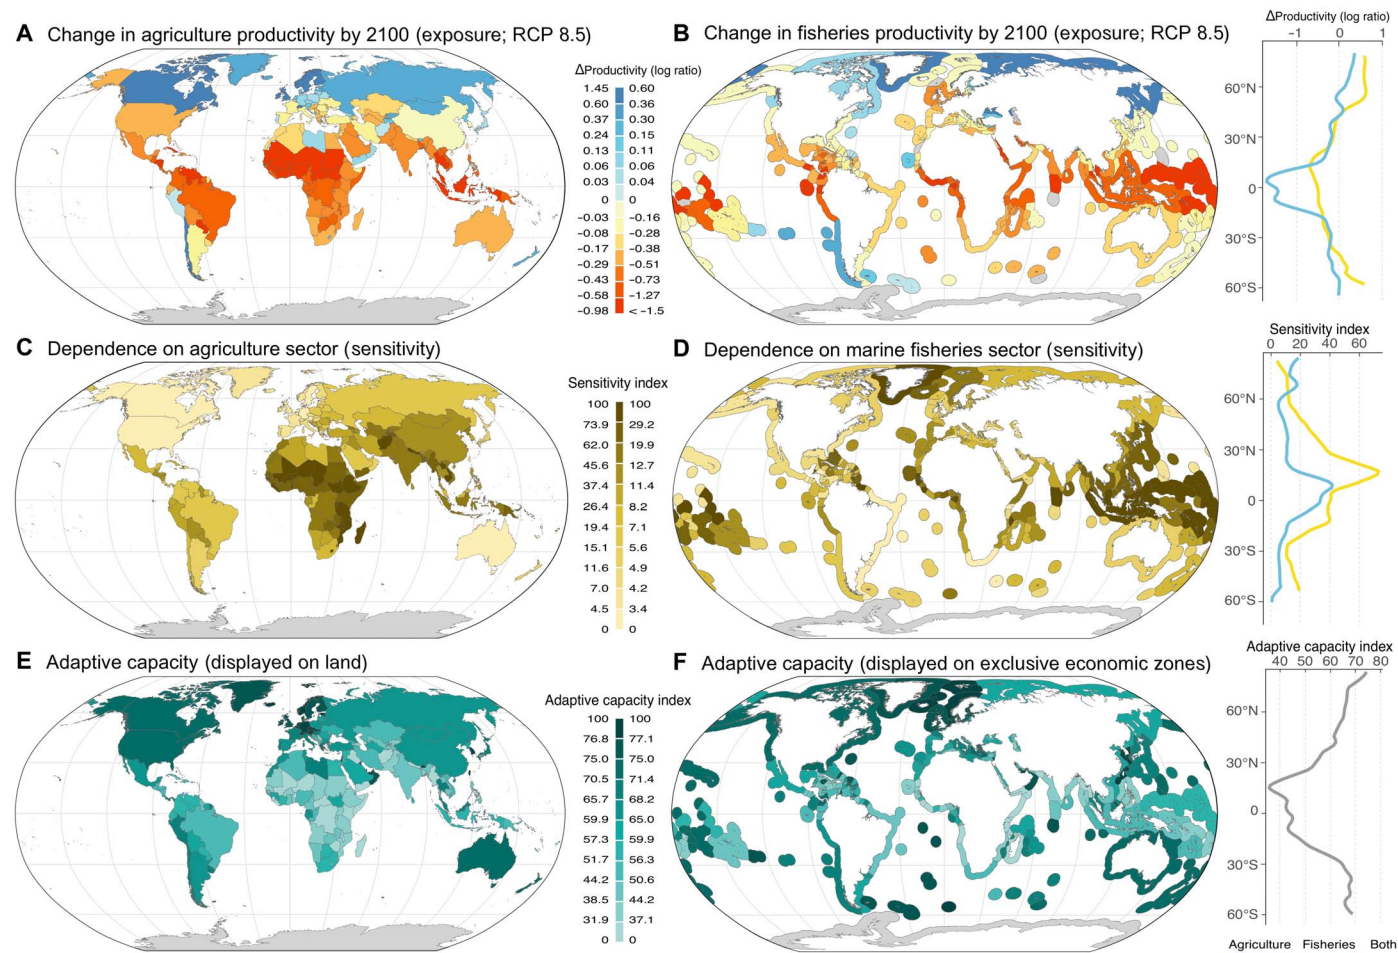 A Change in agriculture productivity by 2100 (exposure; RCP 8.5)
ΔProductivity (log ratio)
1.45 0.60
0.60 0.36
0.37 0.30
0.24 0.15
0.13 0.11
0.06 0.06
0.03 0.04
0 0
−0.03 −0.16
−0.08 −0.28
−0.17 −0.38
−0.29 −0.51
−0.43 −0.73
−0.58 −1.27
−0.98 < −1.5
B Change in fisheries productivity by 2100 (exposure; RCP 8.5)
ΔProductivity (log ratio)
−1 0 1
60°N
30°N
0
30°S
60°S
C Dependence on agriculture sector (sensitivity)
Sensitivity index
100 100
73.9 29.2
62.0 19.9
45.6 12.7
37.4 11.4
26.4 8.2
19.4 7.1
15.1 5.6
11.6 4.9
7.0 4.2
4.5 3.4
0 0
D Dependence on marine fisheries sector (sensitivity)
Sensitivity index
0 20 40 60
60°N
30°N
0
30°S
60°S
E Adaptive capacity (displayed on land)
Adaptive capacity index
100 100
76.8 77.1
75.0 75.0
70.5 71.4
65.7 68.2
59.9 65.0
57.3 59.9
51.7 56.3
44.2 50.6
38.5 44.2
31.9 37.1
0 0
F Adaptive capacity (displayed on exclusive economic zones)
Adaptive capacity index
40 50 60 70 80
60°N
30°N
0
30°S
60°S
Agriculture Fisheries Both